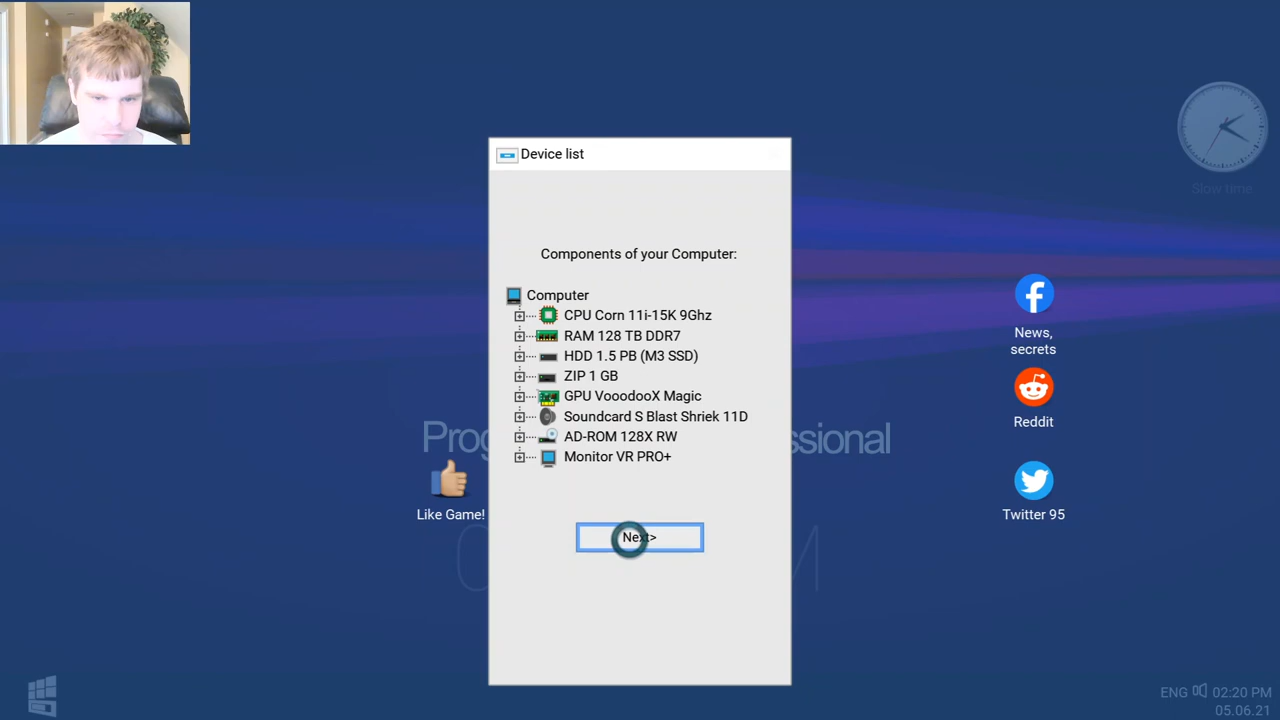 Device list
Slow time
Components of your Computer:
Computer
CPU Corn 11i-15K 9Ghz
RAM 128 TB DDR7
HDD 1.5 PB (M3 SSD)
ZIP 1 GB
GPU VooodooX Magic
Soundcard S Blast Shriek 11D
AD-ROM 128X RW
Monitor VR PRO+
Next>
Like Game!
News,
secrets
Reddit
Twitter 95
ENG 02:20 PM
05.06.21